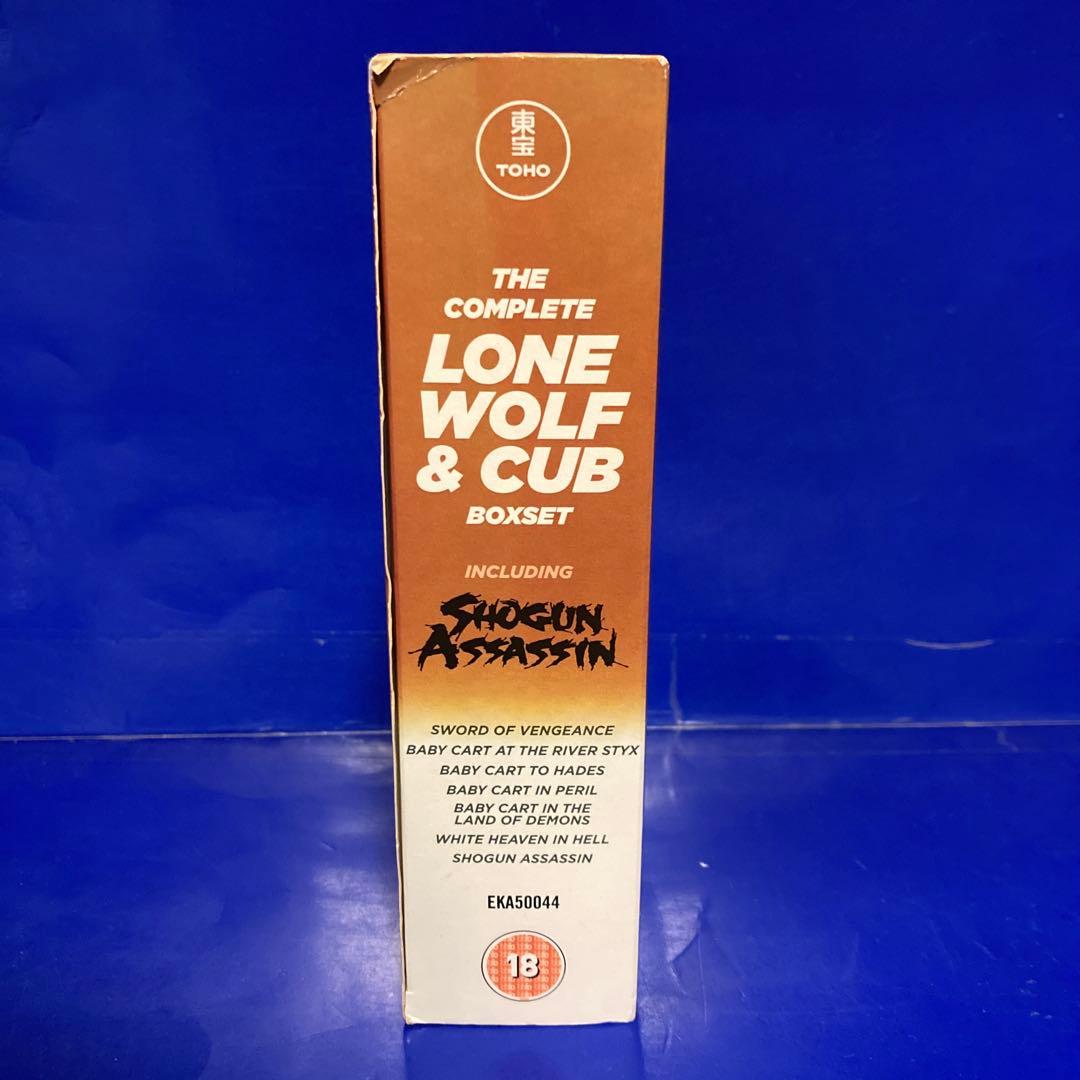 東
宝
TOHO
THE
COMPLETE
LONE
WOLF
& CUB
BOXSET
INCLUDING
SHOGUN
ASSASSIN
SWORD OF VENGEANCE
BABY CART AT THE RIVER STYX
BABY CART TO HADES
BABY CART IN PERIL
BABY CART IN THE
LAND OF DEMONS
WHITE HEAVEN IN HELL
SHOGUN ASSASSIN
EKA50044
18